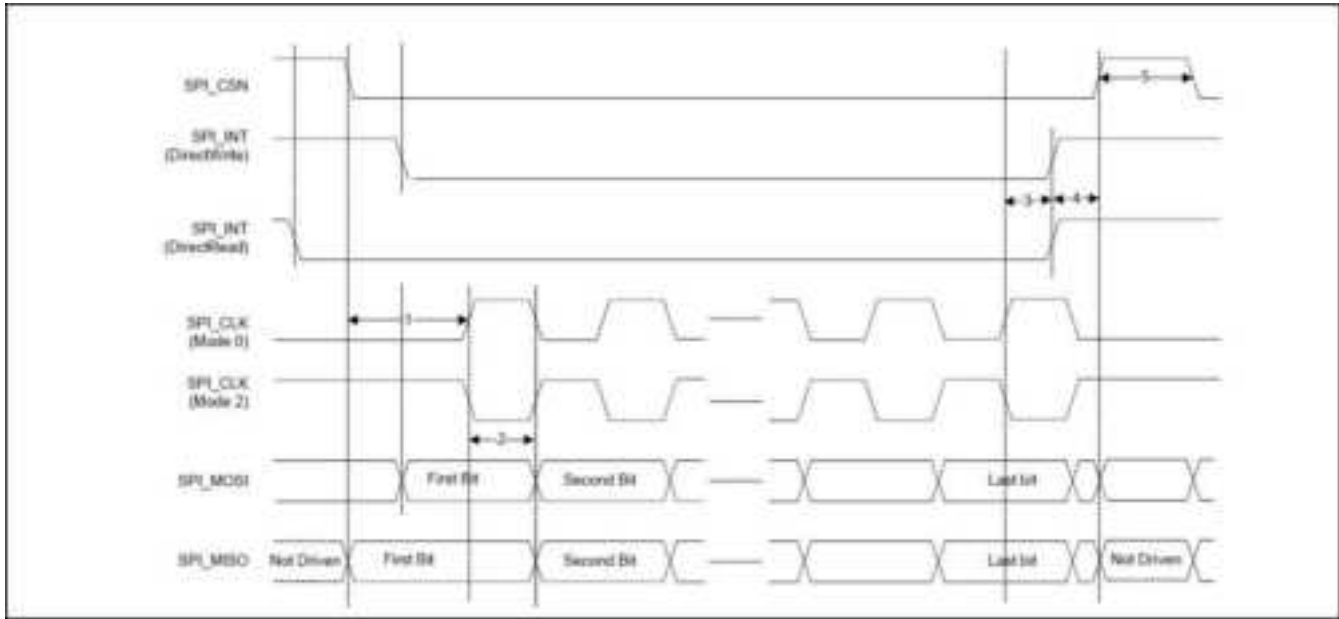 SPI_CSN
5
SPI_INT
(DirectWrite)
3 4
SPI_INT
(DirectRead)
SPI_CLK
(Mode 0)
1
SPI_CLK
(Mode 2)
2
SPI_MOSI First Bit Second Bit Last bit
SPI_MISO Not Driven First Bit Second Bit Last bit Not Driven